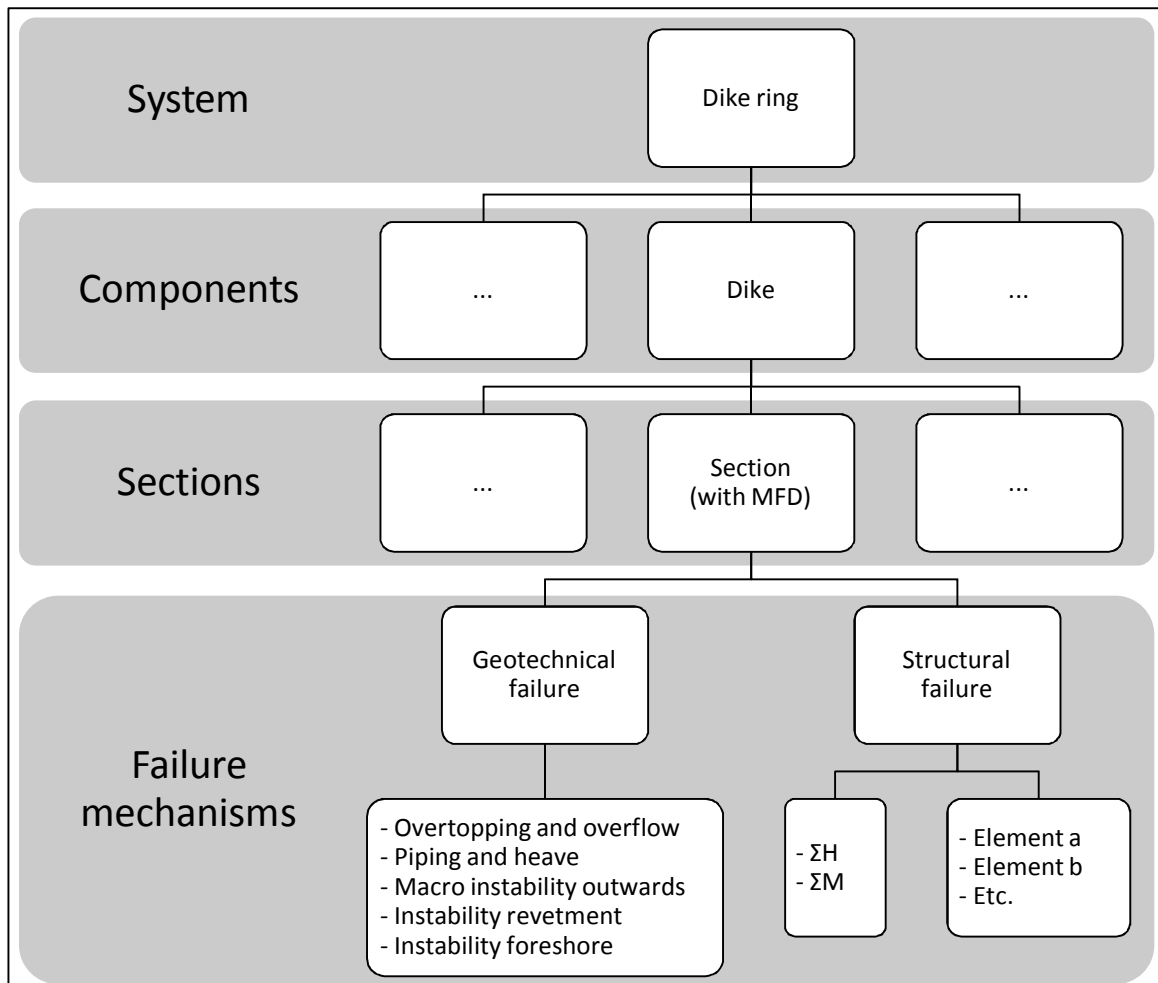 System
Dike ring
Components
...
Dike
...
Sections
...
Section
(with MFD)
...
Failure
mechanisms
Geotechnical
failure
Structural
failure
- Overtopping and overflow
- Piping and heave
- Macro instability outwards
- Instability revetment
- Instability foreshore
- ΣH
- ΣM
- Element a
- Element b
- Etc.